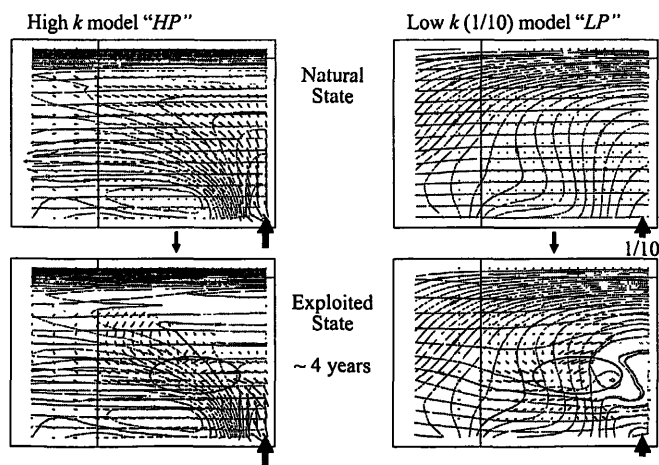 High k model "HP"
Low k (1/10) model "LP"
Natural
State
1/10
Exploited
State
~ 4 years